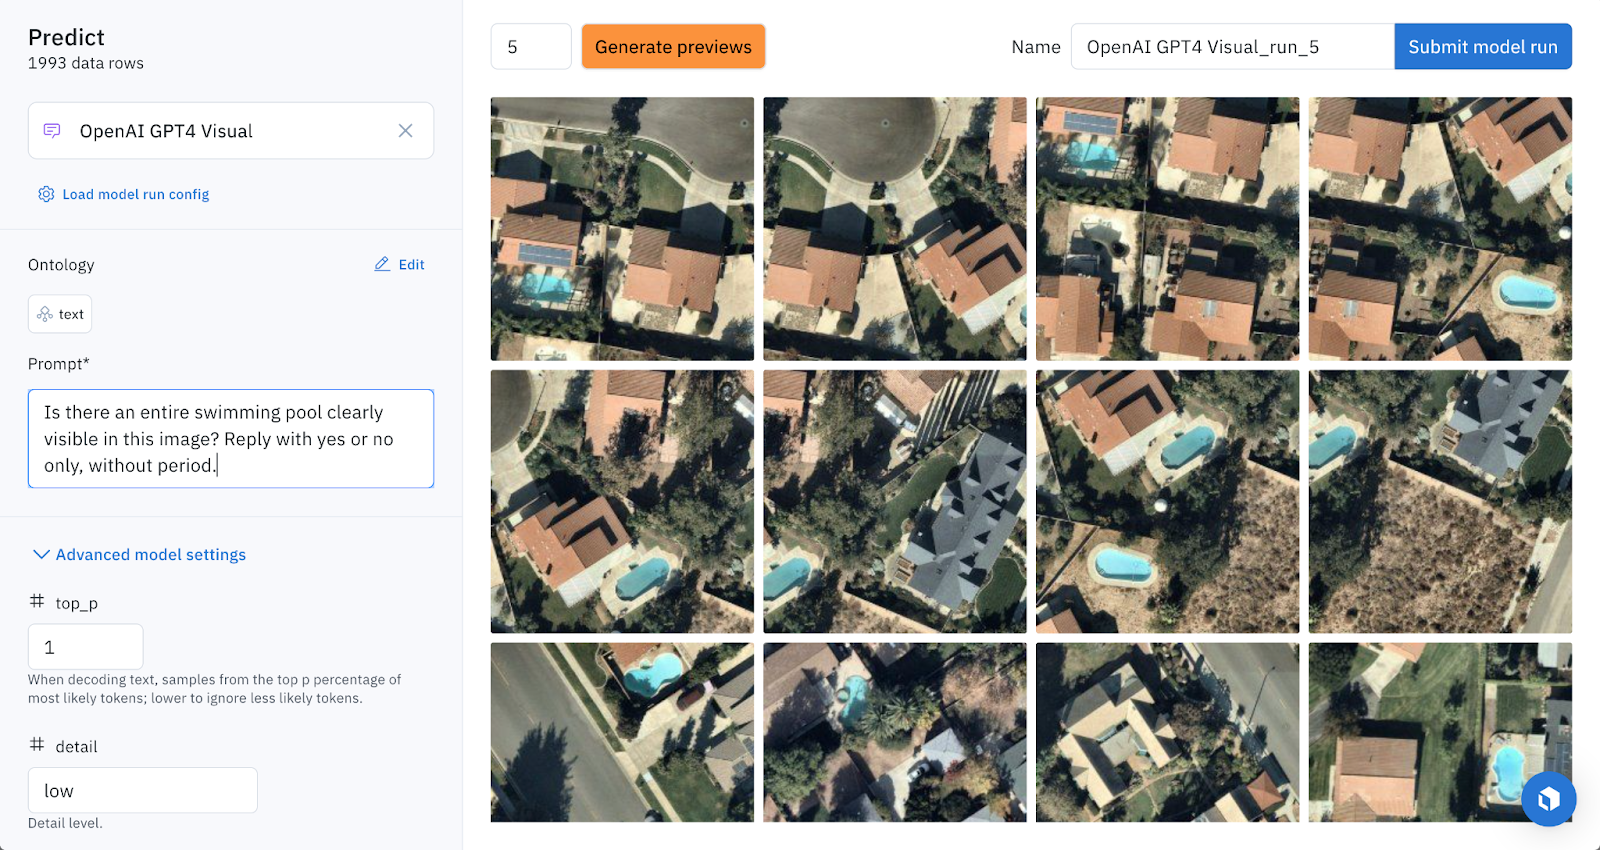 Predict
1993 data rows
OpenAI GPT4 Visual
Load model run config
Ontology
Edit
text
Prompt*
Is there an entire swimming pool clearly
visible in this image? Reply with yes or no
only, without period.
Advanced model settings
top_p
1
When decoding text, samples from the top p percentage of
most likely tokens; lower to ignore less likely tokens.
detail
low
Detail level.
5
Generate previews
Name
OpenAI GPT4 Visual_run_5
Submit model run